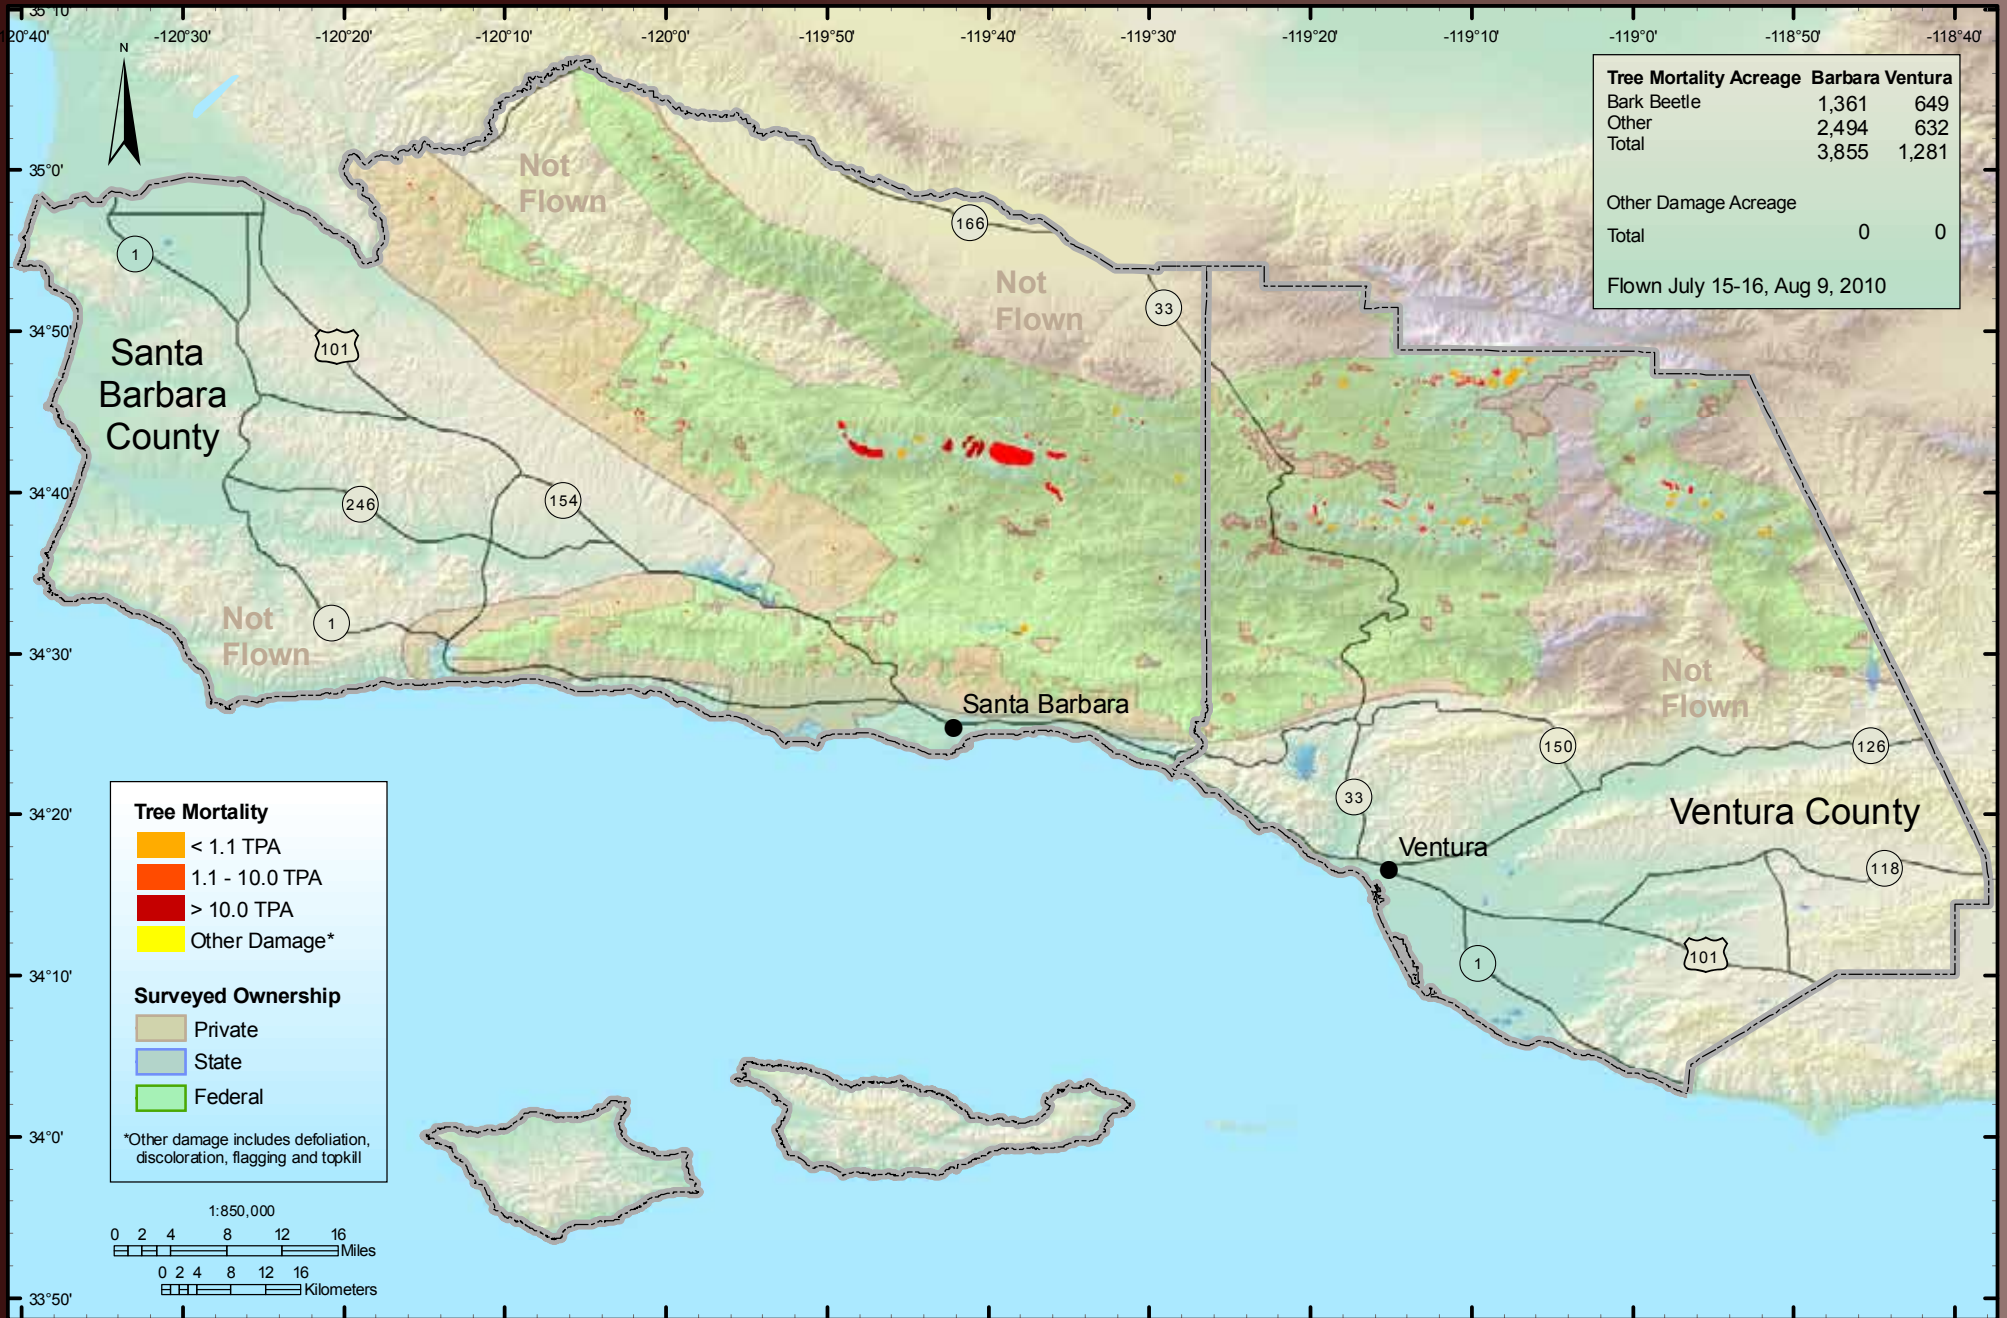 35°10'
-120°40'
-120°30'
-120°20'
-120°10'
-120°0'
-119°50'
-119°40'
-119°30'
-119°20'
-119°10'
-119°0'
-118°50'
-118°40'
N
Tree Mortality Acreage Barbara Ventura
Bark Beetle 1,361 649
Other 2,494 632
Total 3,855 1,281
Other Damage Acreage
Total 0 0
Flown July 15-16, Aug 9, 2010
35°0'
34°50'
34°40'
34°30'
34°20'
34°10'
34°0'
33°50'
Not
Flown
166
1
Not
Flown
33
101
Santa
Barbara
County
246
154
Not
Flown
1
Not
Flown
Santa Barbara
150
126
33
Ventura County
Ventura
118
101
1
Tree Mortality
< 1.1 TPA
1.1 - 10.0 TPA
> 10.0 TPA
Other Damage*
Surveyed Ownership
Private
State
Federal
*Other damage includes defoliation,
discoloration, flagging and topkill
1:850,000
0 2 4 8 12 16
Miles
0 2 4 8 12 16
Kilometers